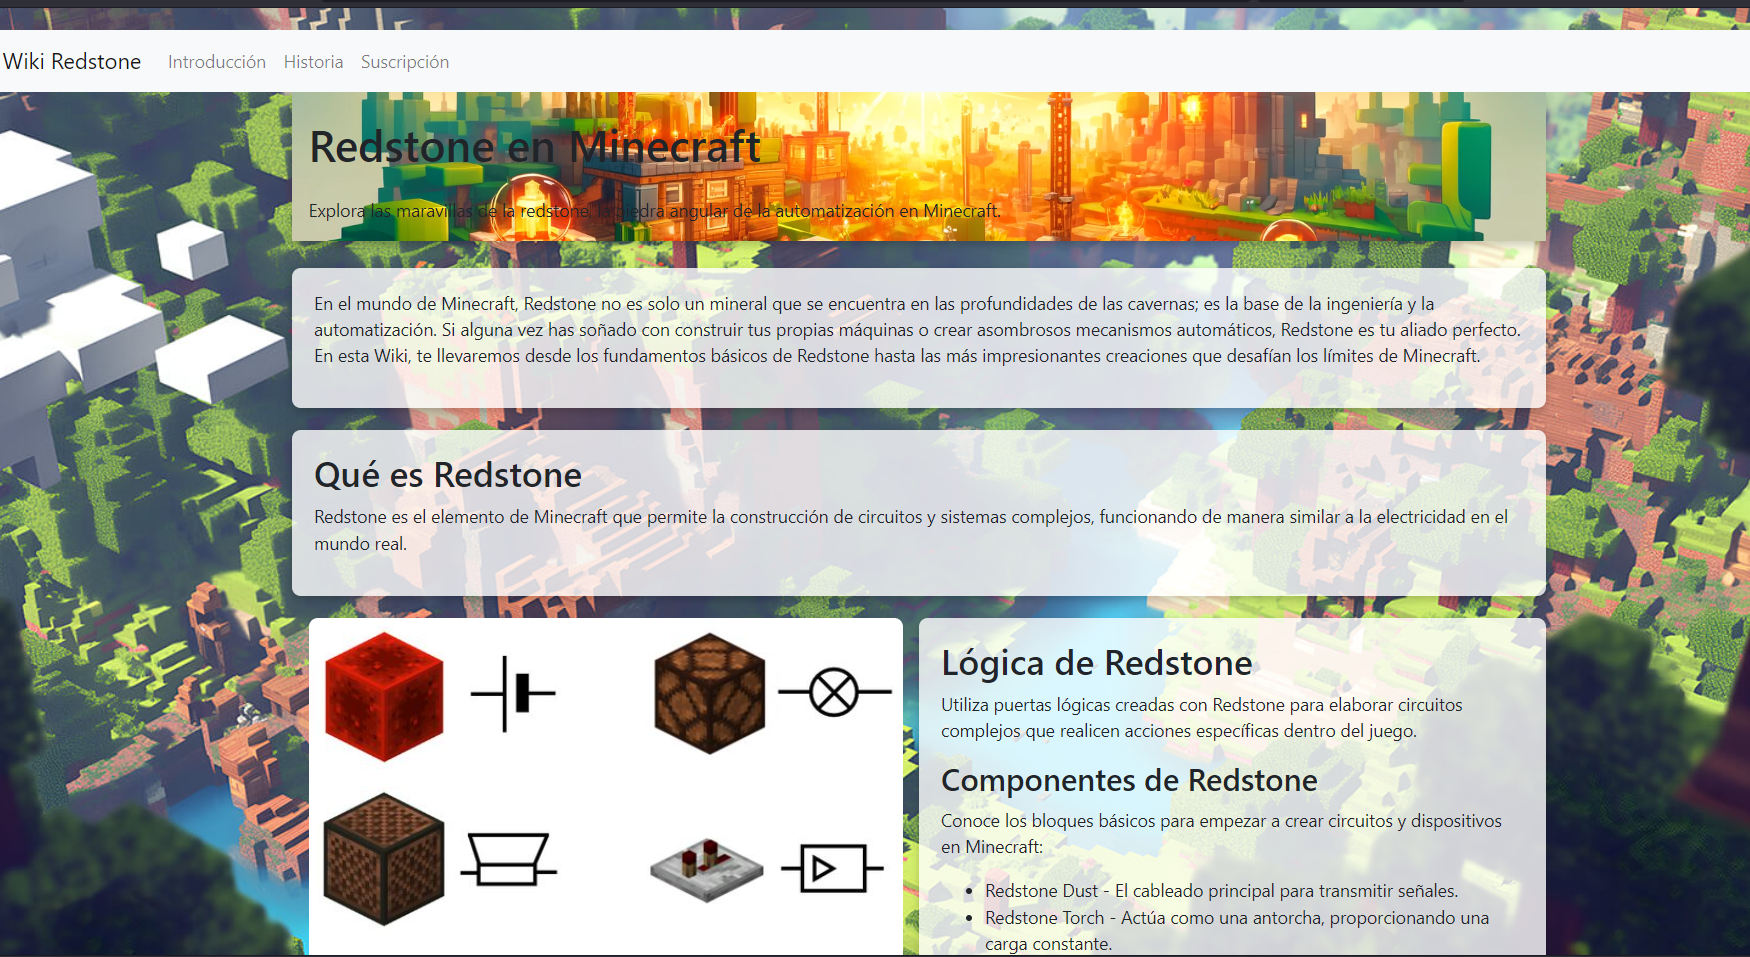 Wiki Redstone Introducción Historia Suscripción
Redstone en Minecraft
Explora las maravillas de la redstone, la piedra angular de la automatización en Minecraft.
En el mundo de Minecraft, Redstone no es solo un mineral que se encuentra en las profundidades de las cavernas; es la base de la ingeniería y la
automatización. Si alguna vez has soñado con construir tus propias máquinas o crear asombrosos mecanismos automáticos, Redstone es tu aliado perfecto.
En esta Wiki, te llevaremos desde los fundamentos básicos de Redstone hasta las más impresionantes creaciones que desafían los límites de Minecraft.
Qué es Redstone
Redstone es el elemento de Minecraft que permite la construcción de circuitos y sistemas complejos, funcionando de manera similar a la electricidad en el
mundo real.
Lógica de Redstone
Utiliza puertas lógicas creadas con Redstone para elaborar circuitos
complejos que realicen acciones específicas dentro del juego.
Componentes de Redstone
Conoce los bloques básicos para empezar a crear circuitos y dispositivos
en Minecraft:
• Redstone Dust - El cableado principal para transmitir señales.
• Redstone Torch - Actúa como una antorcha, proporcionando una
carga constante.